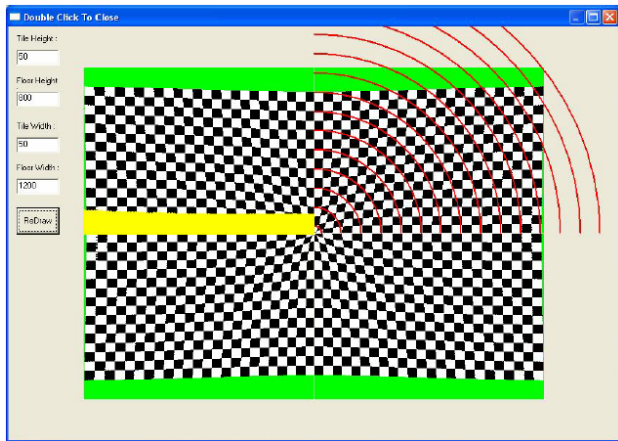 Double Click To Close
Tile Height :
50
Floor Height
800
Tile Width :
50
Floor Width :
1200
ReDraw